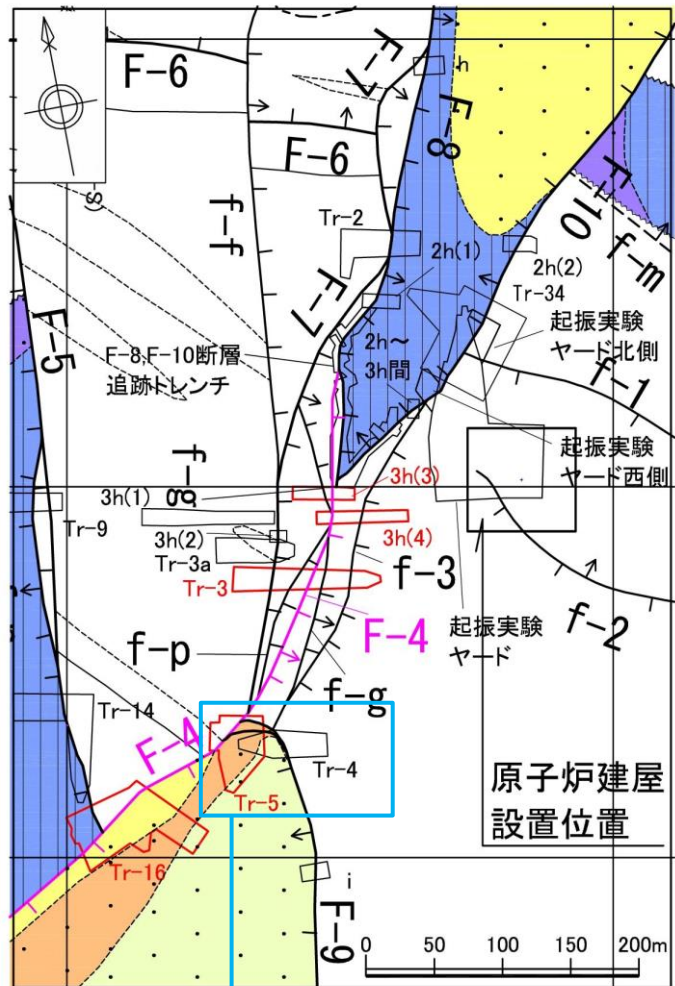 F-6
F-7
h
F-8
F-6
-S)
f-f
Tr-2
F-10
f-m
2h(1)
2h(2)
Tr-34
F-7
F-5
F-8,F-10断層
追跡トレンチ
2h～
3h間
起振実験
ヤード北側
f-1
起振実験
ヤード西側
f-g
3h(1)
3h(3)
Tr-9
3h(2)
3h(4)
Tr-3a
f-3
Tr-3
F-4
起振実験
ヤード
f-2
f-p
f-g
Tr-14
F-4
Tr-4
Tr-5
原子炉建屋
設置位置
Tr-16
i
F-9
0 50 100 150 200m